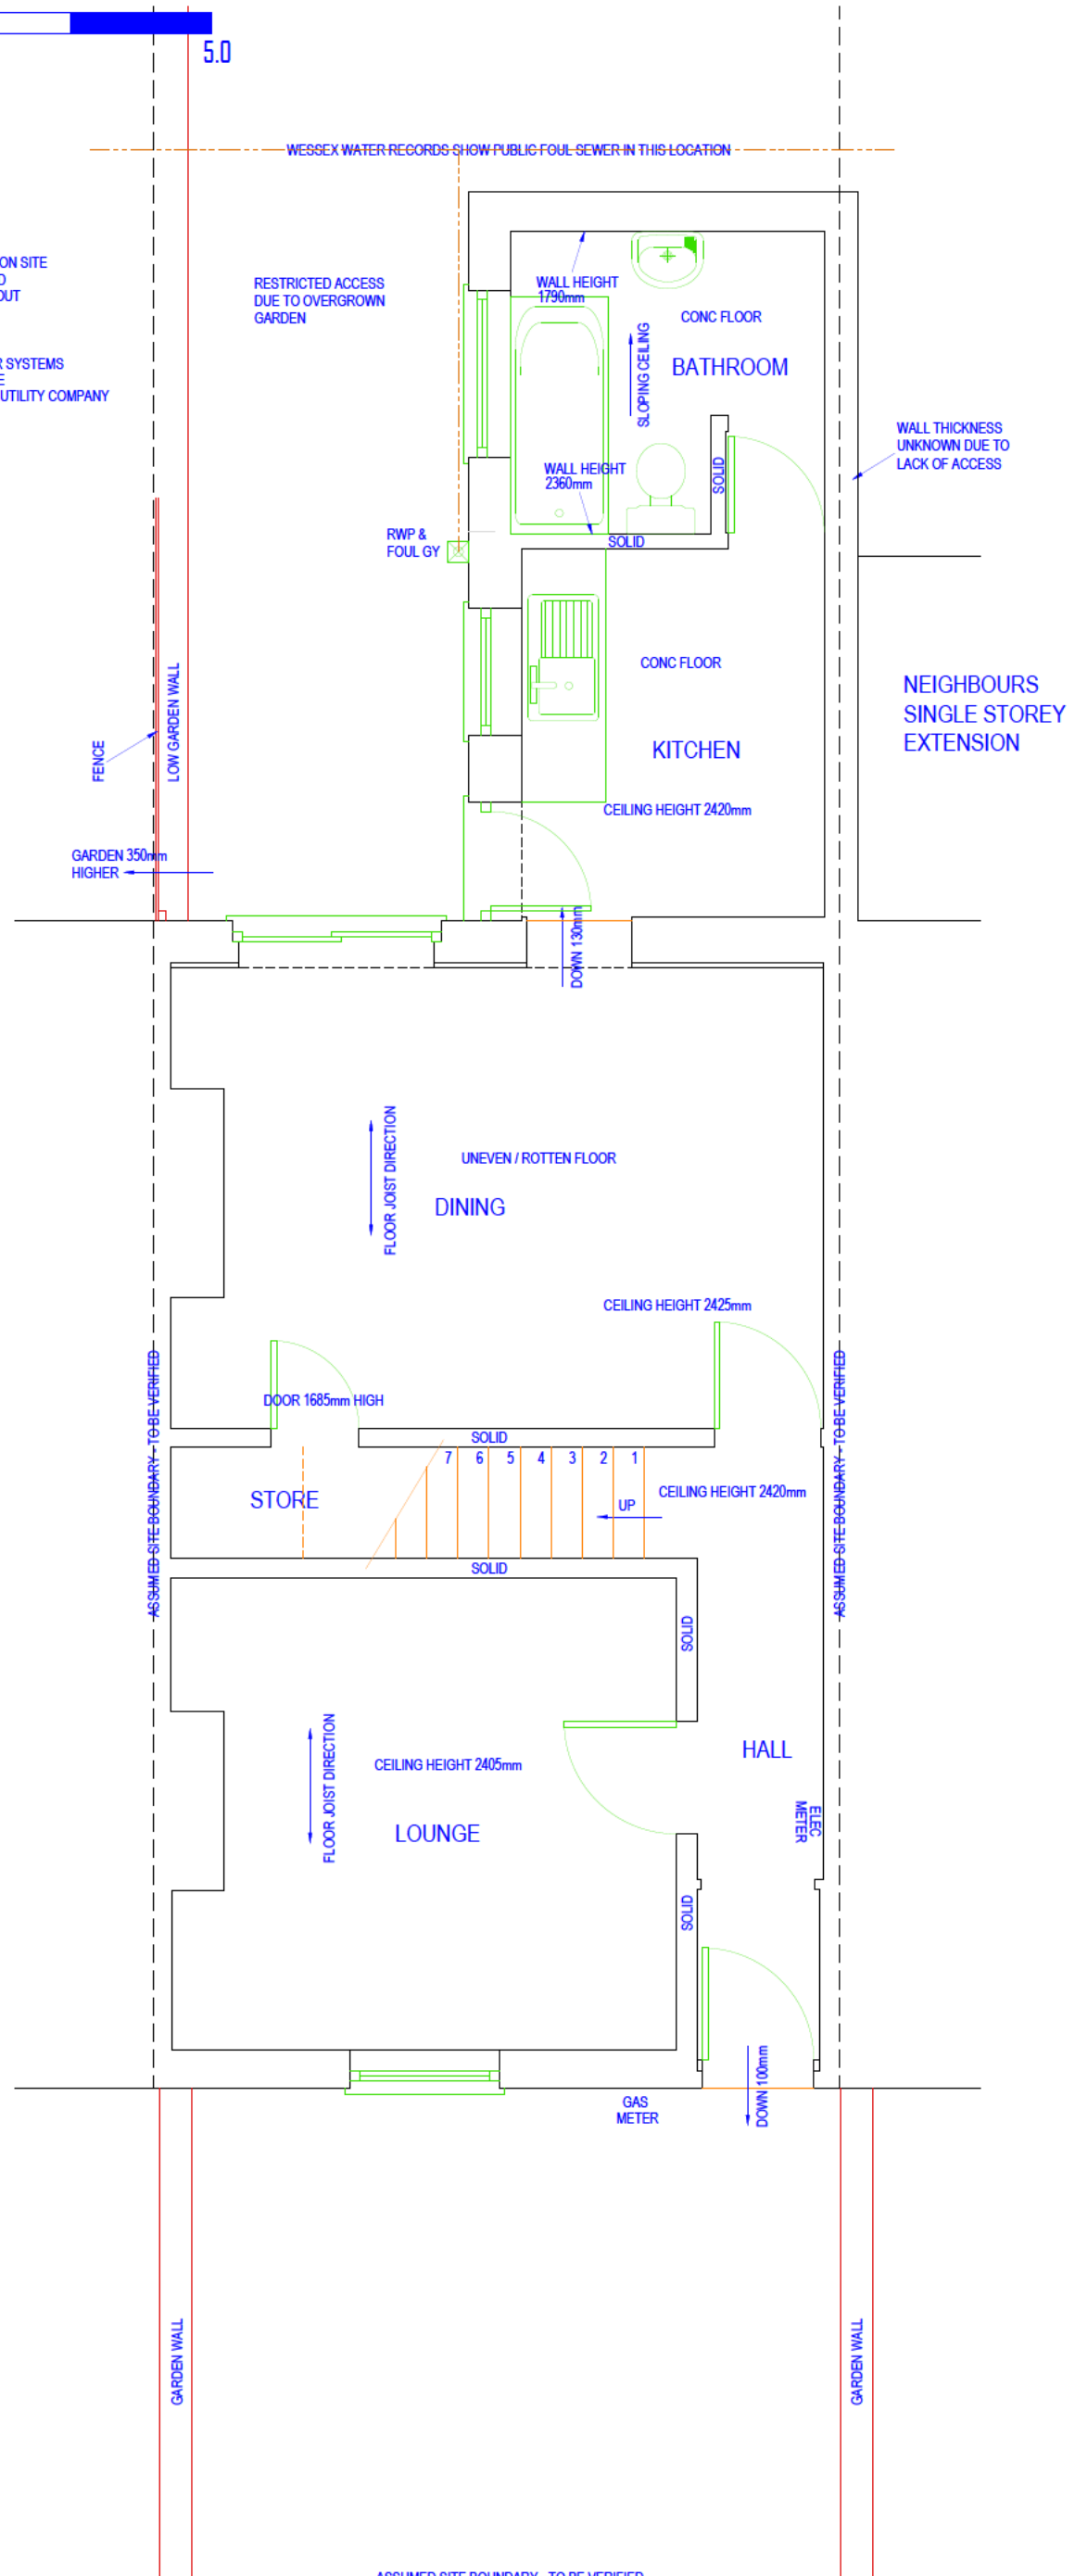 5.0
WESSEX WATER RECORDS SHOW PUBLIC FOUL SEWER IN THIS LOCATION
ON SITE
OUT
RESTRICTED ACCESS
DUE TO OVERGROWN
GARDEN
WALL HEIGHT
1790mm
CONC FLOOR
SLOPING CEILING
BATHROOM
SYSTEMS
UTILITY COMPANY
WALL THICKNESS
UNKNOWN DUE TO
LACK OF ACCESS
WALL HEIGHT
2360mm
SOLID
SOLID
RWP &
FOUL GY
CONC FLOOR
NEIGHBOURS
SINGLE STOREY
EXTENSION
KITCHEN
LOW GARDEN WALL
FENCE
CEILING HEIGHT 2420mm
GARDEN 350mm
HIGHER
DOWN 130mm
FLOOR JOIST DIRECTION
UNEVEN / ROTTEN FLOOR
DINING
CEILING HEIGHT 2425mm
ASSUMED SITE BOUNDARY - TO BE VERIFIED
ASSUMED SITE BOUNDARY - TO BE VERIFIED
DOOR 1685mm HIGH
SOLID
7 6 5 4 3 2 1
STORE
UP
CEILING HEIGHT 2420mm
SOLID
SOLID
FLOOR JOIST DIRECTION
HALL
CEILING HEIGHT 2405mm
ELEC
METER
LOUNGE
SOLID
DOWN 100mm
GAS
METER
GARDEN WALL
GARDEN WALL
ASSUMED SITE BOUNDARY - TO BE VERIFIED